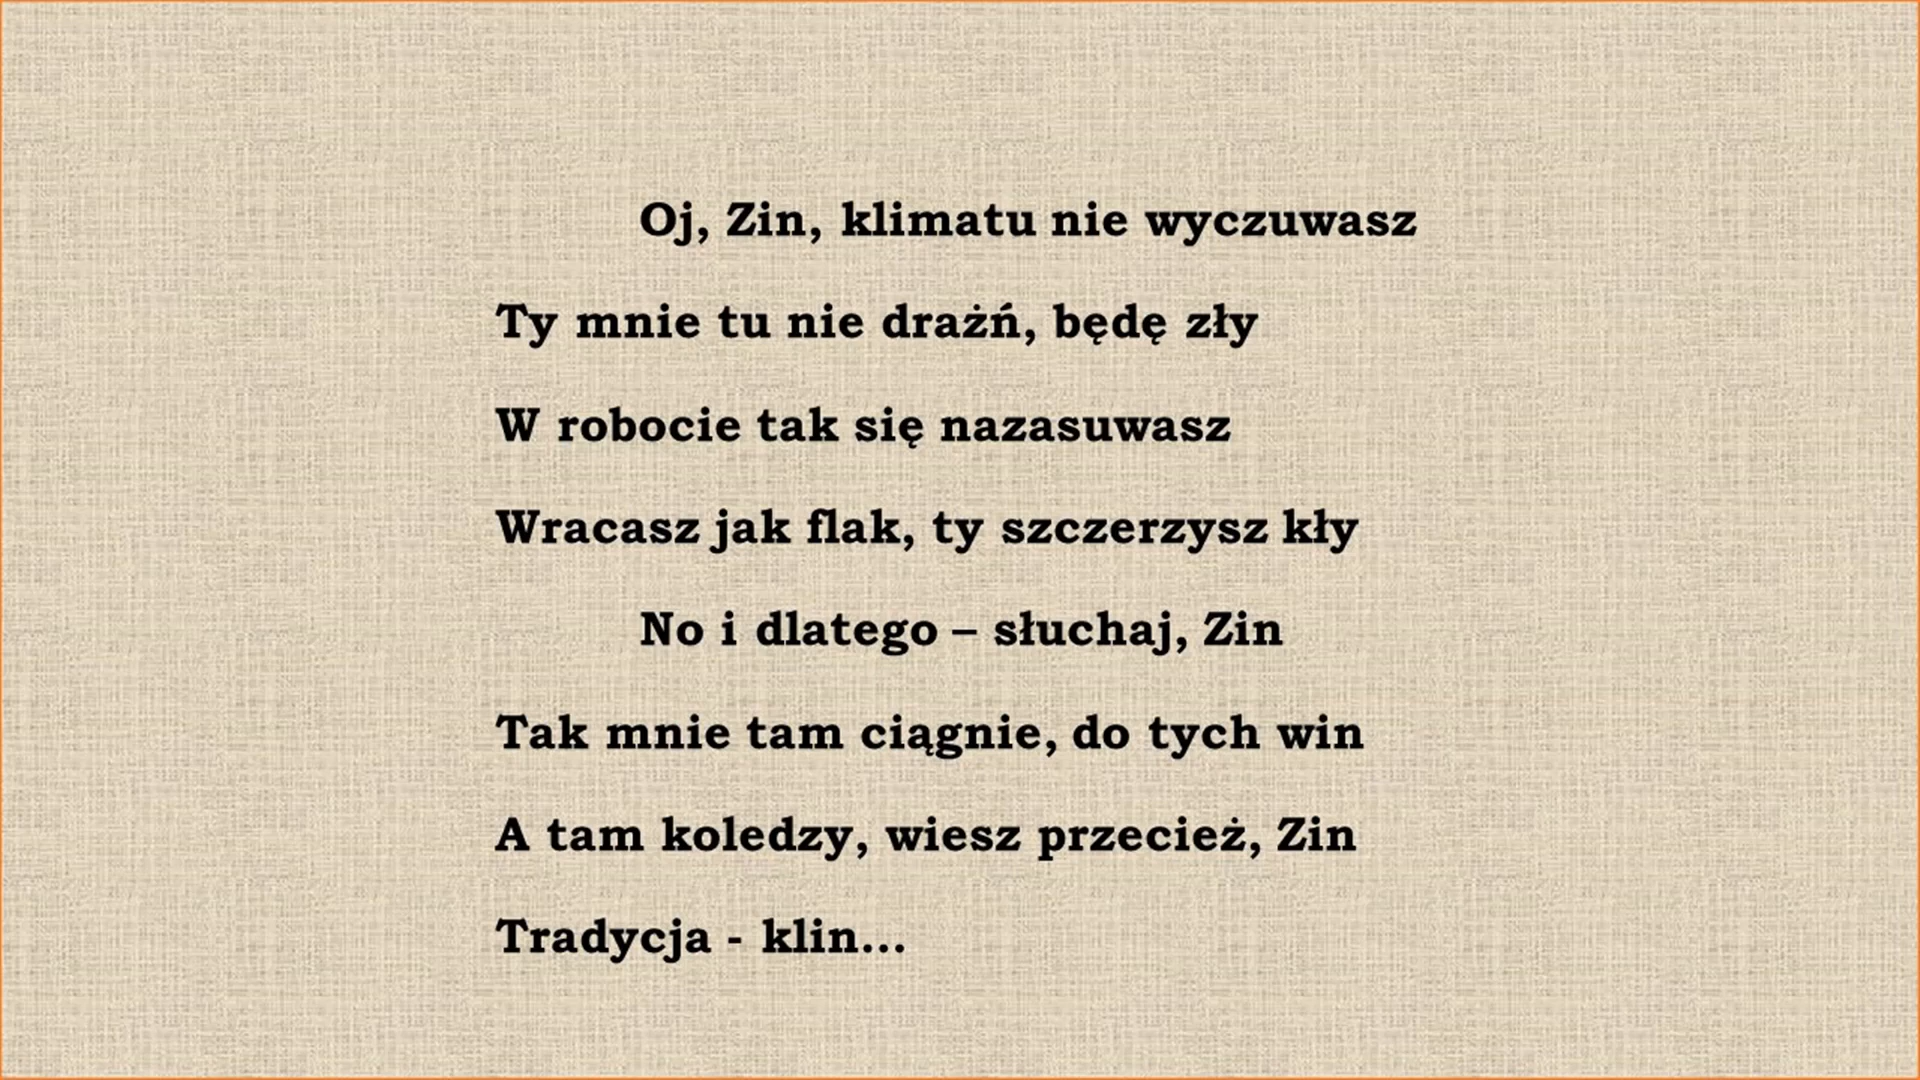 Oj, Zin, klimatu nie wyczuwasz
Ty mnie tu nie drażń, będę zły
W robocie tak się nazasuwasz
Wracasz jak flak, ty szczerzysz kły
No i dlatego – słuchaj, Zin
Tak mnie tam ciągnie, do tych win
A tam koledzy, wiesz przecież, Zin
Tradycja - klin...